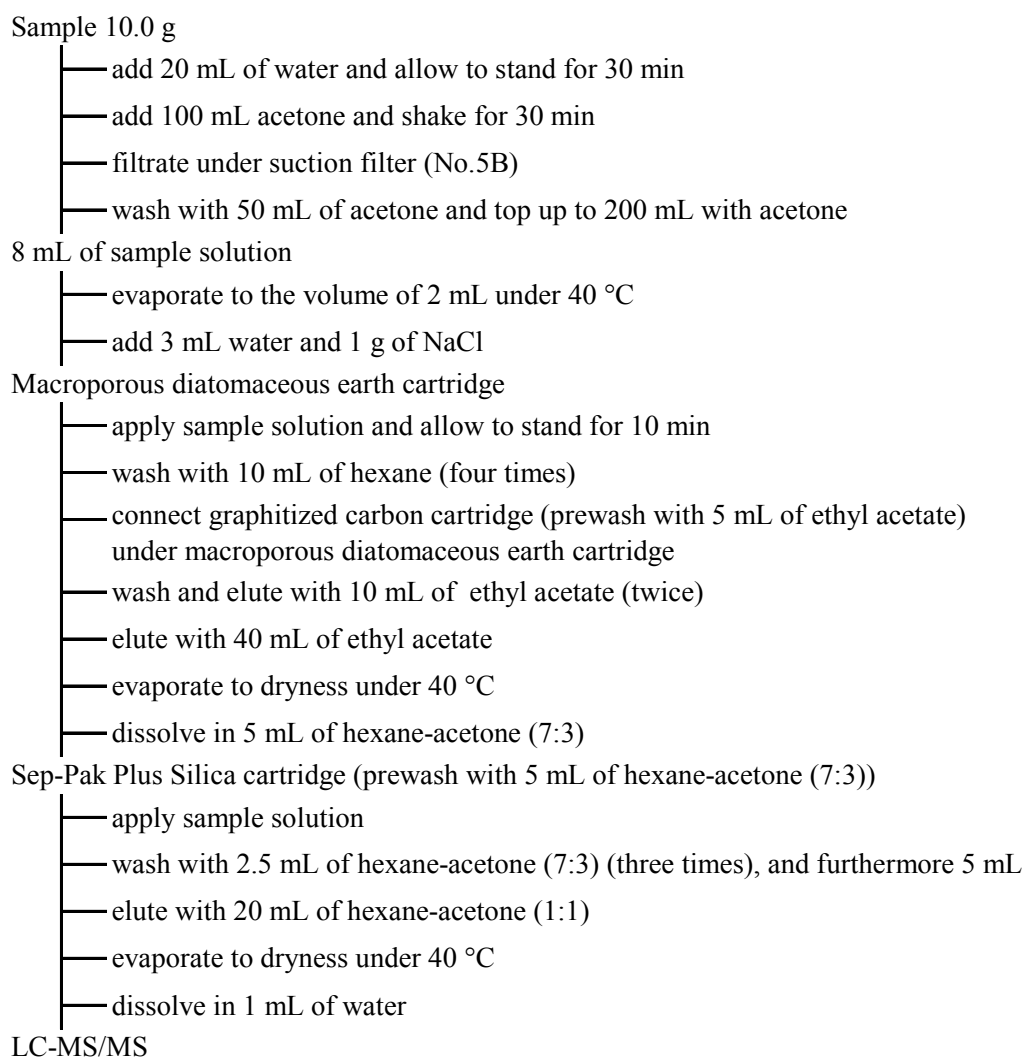 Sample 10.0 g
add 20 mL of water and allow to stand for 30 min
add 100 mL acetone and shake for 30 min
filtrate under suction filter (No.5B)
wash with 50 mL of acetone and top up to 200 mL with acetone
8 mL of sample solution
evaporate to the volume of 2 mL under 40 °C
add 3 mL water and 1 g of NaCl
Macroporous diatomaceous earth cartridge
apply sample solution and allow to stand for 10 min
wash with 10 mL of hexane (four times)
connect graphitized carbon cartridge (prewash with 5 mL of ethyl acetate)
under macroporous diatomaceous earth cartridge
wash and elute with 10 mL of  ethyl acetate (twice)
elute with 40 mL of ethyl acetate
evaporate to dryness under 40 °C
dissolve in 5 mL of hexane-acetone (7:3)
Sep-Pak Plus Silica cartridge (prewash with 5 mL of hexane-acetone (7:3))
apply sample solution
wash with 2.5 mL of hexane-acetone (7:3) (three times), and furthermore 5 mL
elute with 20 mL of hexane-acetone (1:1)
evaporate to dryness under 40 °C
dissolve in 1 mL of water
LC-MS/MS